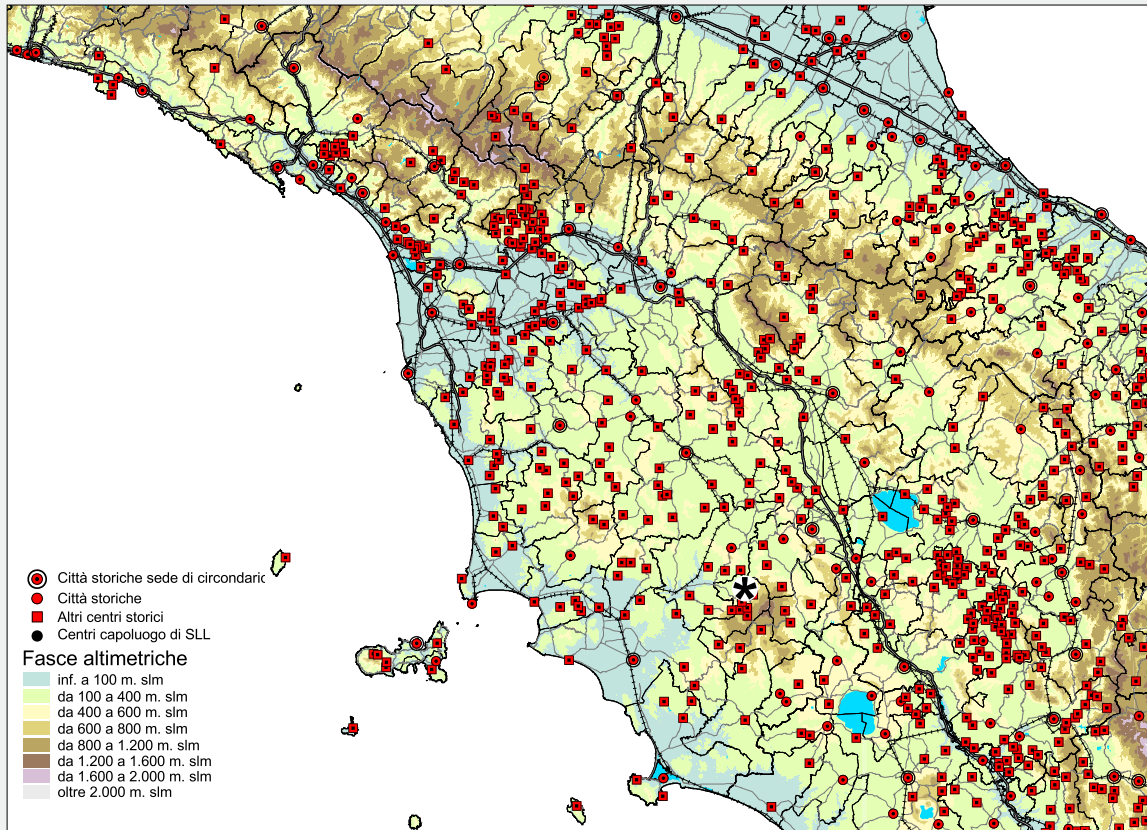 Città storiche sede di circondaric
Città storiche
Altri centri storici
Centri capoluogo di SLL
Fasce altimetriche
inf. a 100 m. slm
da 100 a 400 m. slm
da 400 a 600 m. slm
da 600 a 800 m. slm
da 800 a 1.200 m. slm
da 1.200 a 1.600 m. slm
da 1.600 a 2.000 m. slm
oltre 2.000 m. slm
*